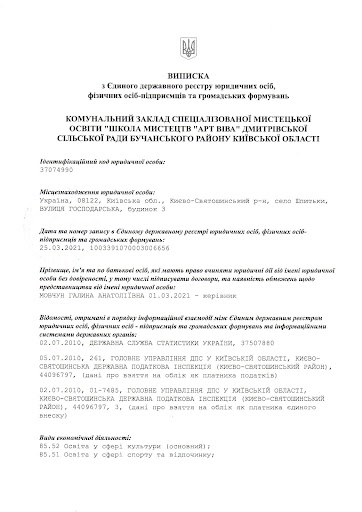 ВИПИСКА
з Єдиного державного реєстру юридичних осіб,
фізичних осіб-підприємців та громадських формувань
КОМУНАЛЬНИЙ ЗАКЛАД СПЕЦІАЛІЗОВАНОЇ МИСТЕЦЬКОЇ
ОСВІТИ "ШКОЛА МИСТЕЦТВ "АРТ ВІВА" ДМИТРІВСЬКОЇ
СІЛЬСЬКОЇ РАДИ БУЧАНСЬКОГО РАЙОНУ КИЇВСЬКОЇ ОБЛАСТІ
Ідентифікаційний код юридичної особи:
37074990
Місцезнаходження юридичної особи:
Україна, 08122, Київська обл., Києво-Святошинський р-н, село Шпитьки,
ВУЛИЦЯ ГОСПОДАРСЬКА, будинок 3
Дата та номер запису в Єдиному державному реєстрі юридичних осіб, фізичних осіб-
підприємців та громадських формувань:
25.03.2021, 1003391070003006656
Прізвище, ім'я та по батькові осіб, які мають право вчиняти юридичні дії від імені юридичної
особи без довіреності, у тому числі підписувати договори, та наявність обмежень щодо
представництва від імені юридичної особи:
МОВЧУН ГАЛИНА АНАТОЛІЇВНА 01.03.2021 - керівник
Відомості, отримані в порядку інформаційної взаємодії між Єдиним державним реєстром
юридичних осіб, фізичних осіб - підприємців та громадських формувань та інформаційними
системами державних органів:
02.07.2010, ДЕРЖАВНА СЛУЖБА СТАТИСТИКИ УКРАЇНИ, 37507880
05.07.2010, 261, ГОЛОВНЕ УПРАВЛІННЯ ДПС У КИЇВСЬКІЙ ОБЛАСТІ, КИЄВО-
СВЯТОШИНСЬКА ДЕРЖАВНА ПОДАТКОВА ІНСПЕКЦІЯ (КИЄВО-СВЯТОШИНСЬКИЙ РАЙОН),
44096797, (дані про взяття на облік як платника податків)
02.07.2010, 01-7485, ГОЛОВНЕ УПРАВЛІННЯ ДПС У КИЇВСЬКІЙ ОБЛАСТІ,
КИЄВО-СВЯТОШИНСЬКА ДЕРЖАВНА ПОДАТКОВА ІНСПЕКЦІЯ (КИЄВО-СВЯТОШИНСЬКИЙ
РАЙОН), 44096797, 3, (дані про взяття на облік як платника єдиного
внеску)
Види економічної діяльності:
85.52 Освіта у сфері культури (основний);
85.51 Освіта у сфері спорту та відпочинку;